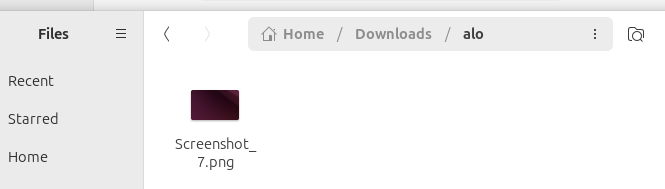 Files
Home / Downloads / alo
Recent
Starred
Home
Screenshot_
7.png